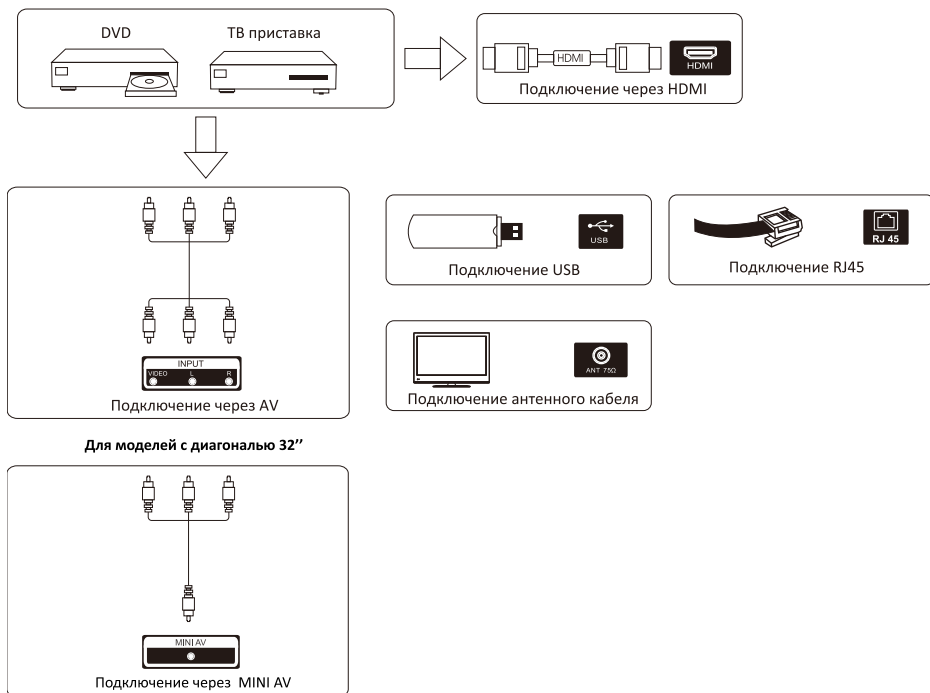 DVD
ТВ приставка
HDMI
HDMI
Подключение через HDMI
INPUT
VIDEO L R
Подключение через AV
USB
Подключение USB
RJ 45
Подключение RJ45
ANT 75Ω
Подключение антенного кабеля
Для моделей с диагональю 32’’
MINI AV
Подключение через MINI AV